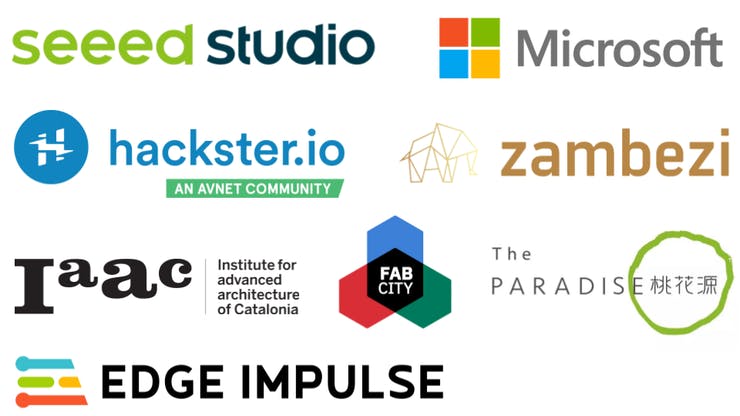 seeed studio
Microsoft
hackster.io
AN AVNET COMMUNITY
zambezi
Iaac
Institute for
advanced
architecture
of Catalonia
FAB
CITY
The
PARADISE 桃花源
EDGE IMPULSE